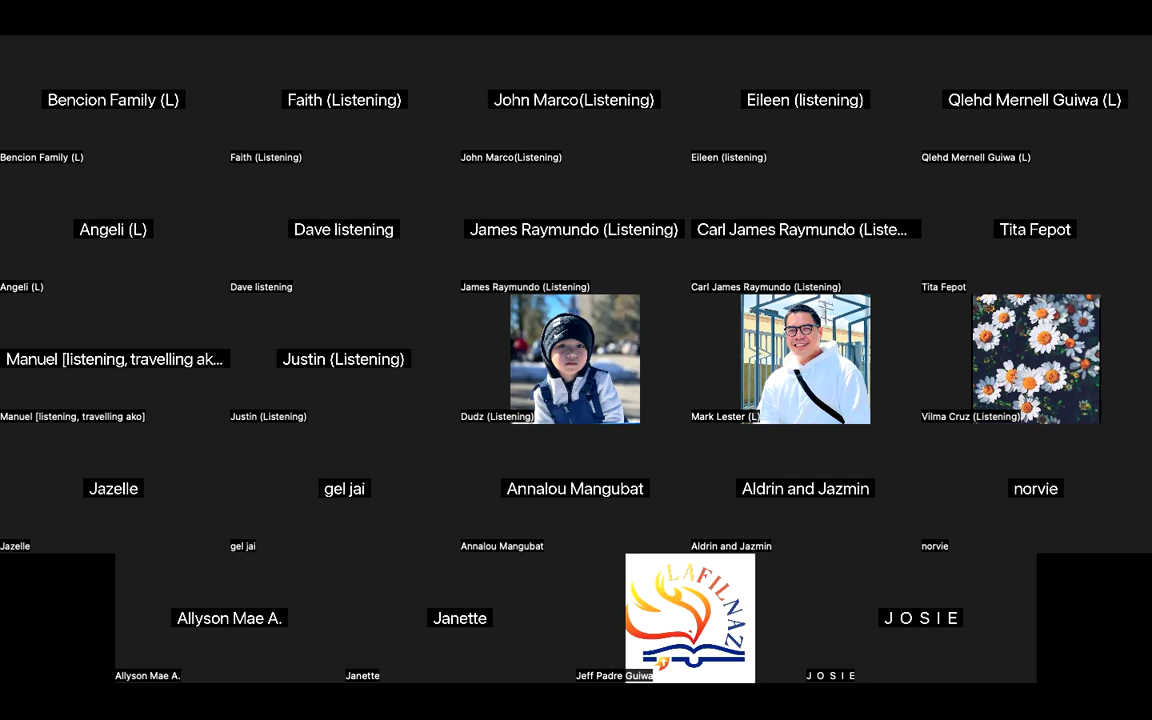 Bencion Family (L)
Faith (Listening)
John Marco(Listening)
Eileen (listening)
Qlehd Mernell Guiwa (L)
Bencion Family (L)
Faith (Listening)
John Marco(Listening)
Eileen (listening)
Qlehd Mernell Guiwa (L)
Angeli (L)
Dave listening
James Raymundo (Listening)
Carl James Raymundo (Liste...
Tita Fepot
Angeli (L)
Dave listening
James Raymundo (Listening)
Carl James Raymundo (Listening)
Tita Fepot
Manuel [listening, travelling ak...
Justin (Listening)
Manuel [listening, travelling ako]
Justin (Listening)
Dudz (Listening)
Mark Lester (L)
Vilma Cruz (Listening)
Jazelle
gel jai
Annalou Mangubat
Aldrin and Jazmin
norvie
Jazelle
gel jai
Annalou Mangubat
Aldrin and Jazmin
norvie
Allyson Mae A.
Janette
LAFILNAZ
J O S I E
Allyson Mae A.
Janette
Jeff Padre Guiwa
J O S I E